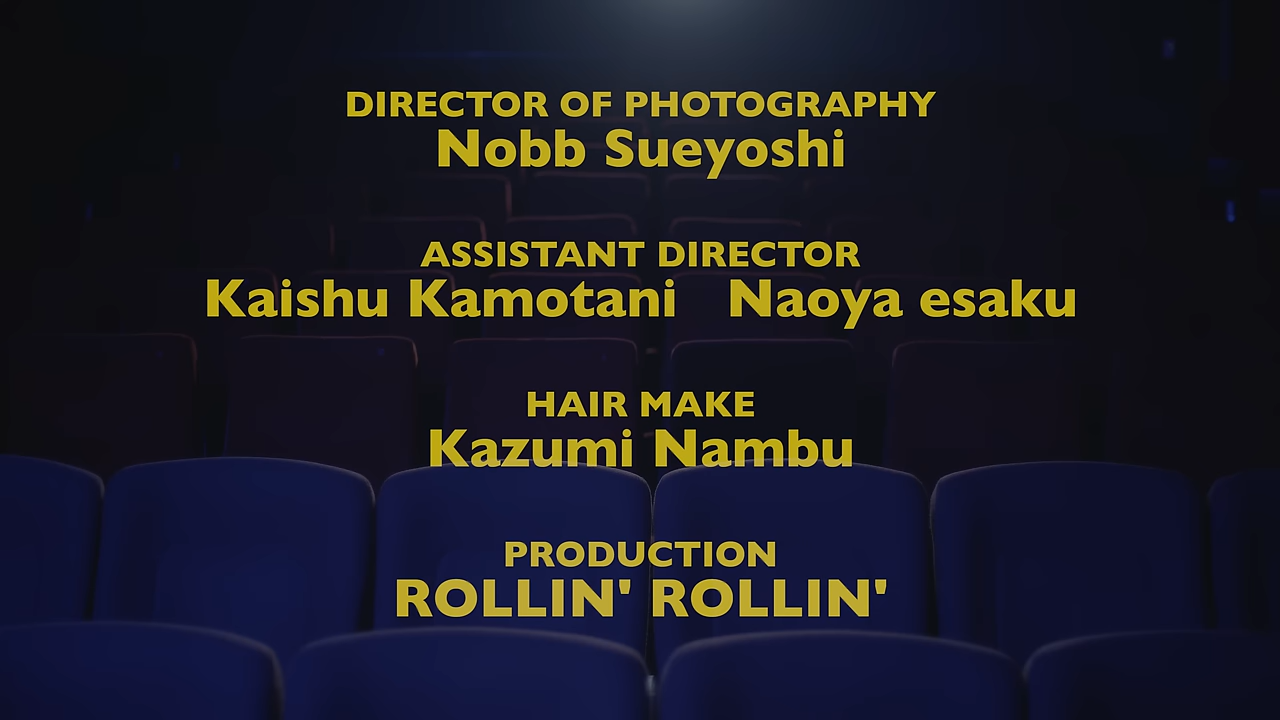 DIRECTOR OF PHOTOGRAPHY
Nobb Sueyoshi
ASSISTANT DIRECTOR
Kaishu Kamotani   Naoya esaku
HAIR MAKE
Kazumi Nambu
PRODUCTION
ROLLIN' ROLLIN'